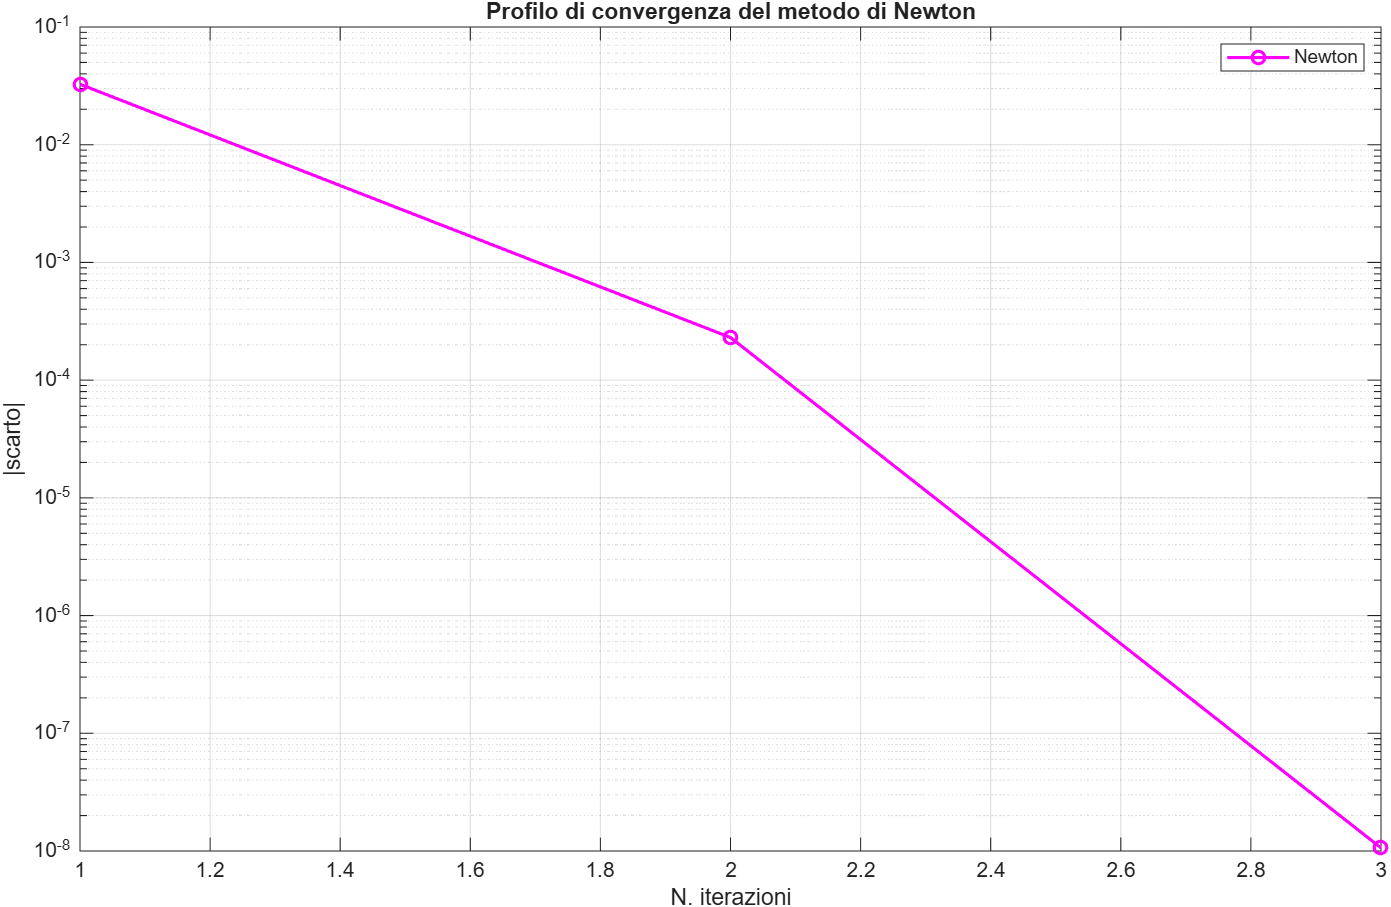 Profilo di convergenza del metodo di Newton
Newton
10^-1
10^-2
10^-3
10^-4
10^-5
10^-6
10^-7
10^-8
|scarto|
1 1.2 1.4 1.6 1.8 2 2.2 2.4 2.6 2.8 3
N. iterazioni